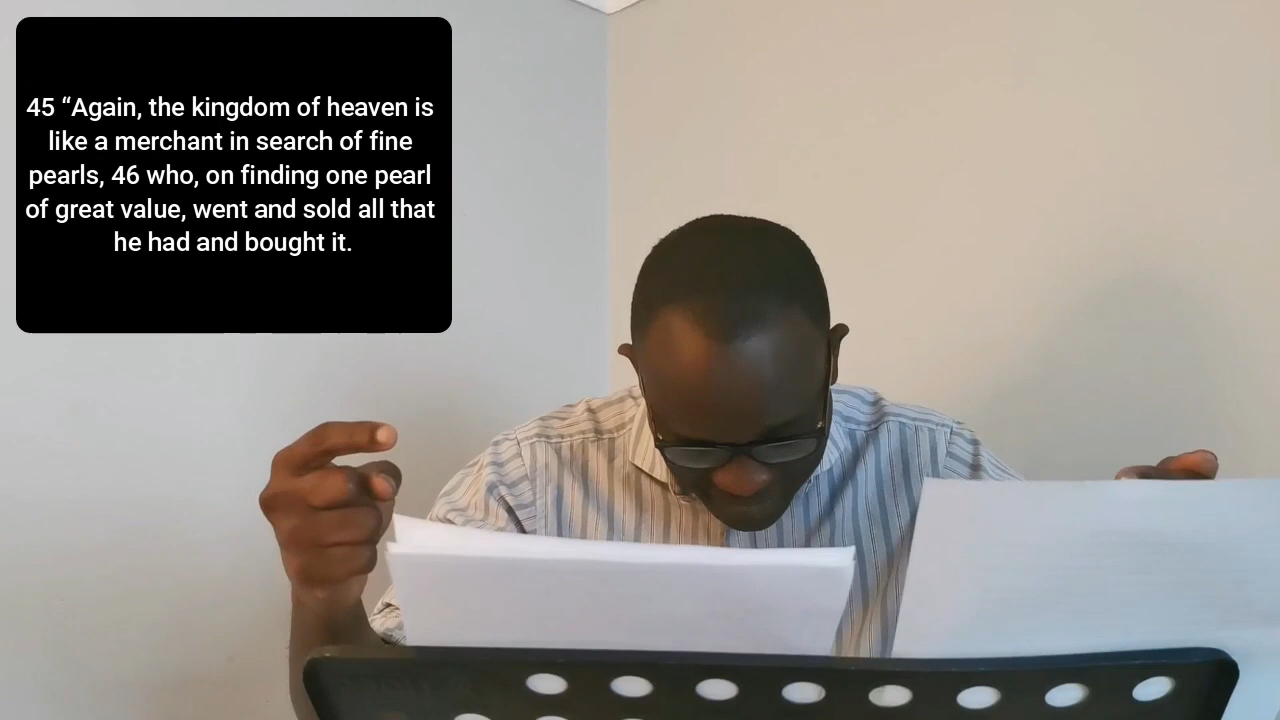 45 “Again, the kingdom of heaven is
like a merchant in search of fine
pearls, 46 who, on finding one pearl
of great value, went and sold all that
he had and bought it.